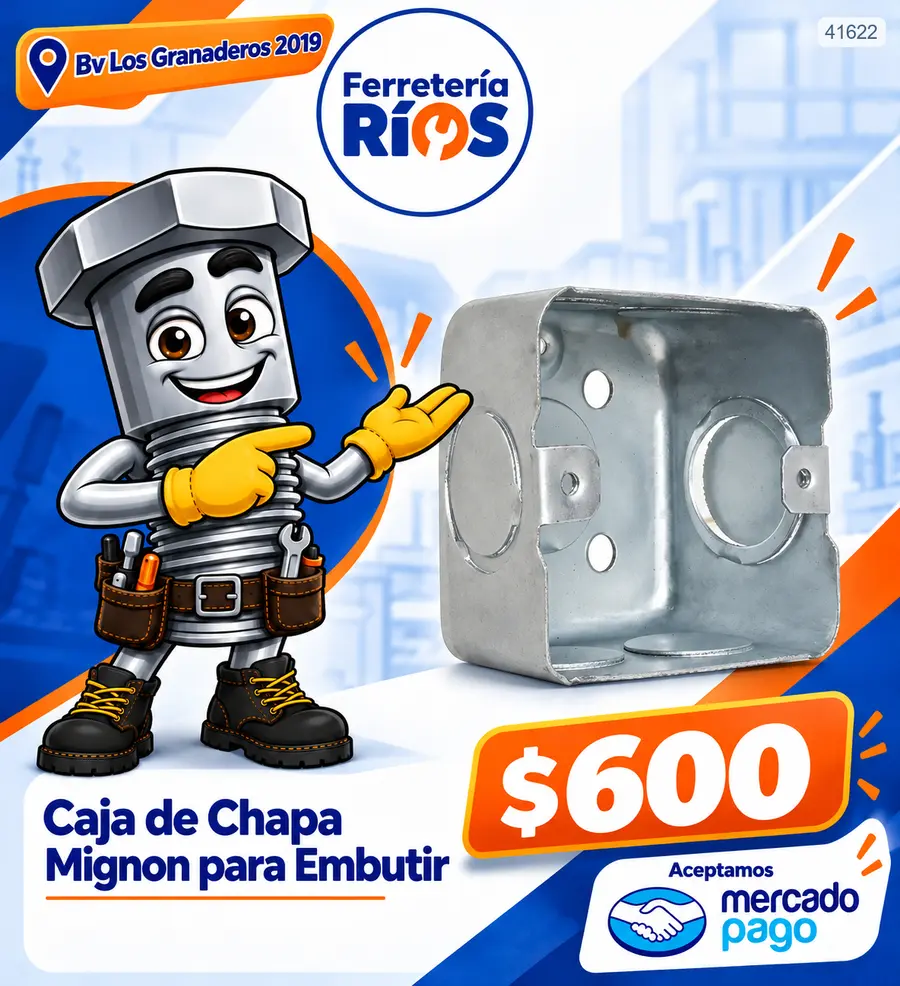 Bv Los Granaderos 2019
Ferretería
RÍOS
41622
$600
Caja de Chapa
Mignon para Embutir
Aceptamos
mercado
pago